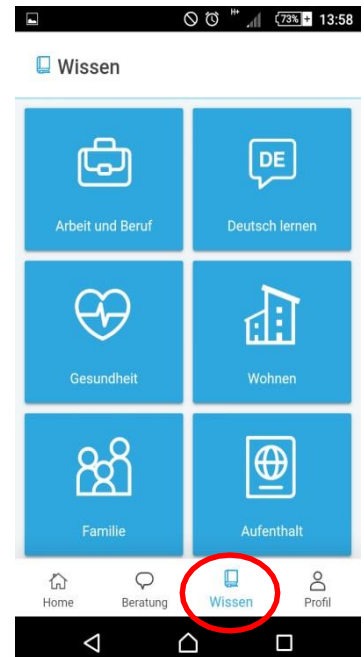 H+ 73% 13:58
Wissen
DE
Arbeit und Beruf Deutsch lernen
Gesundheit Wohnen
Familie Aufenthalt
Home Beratung Wissen Profil